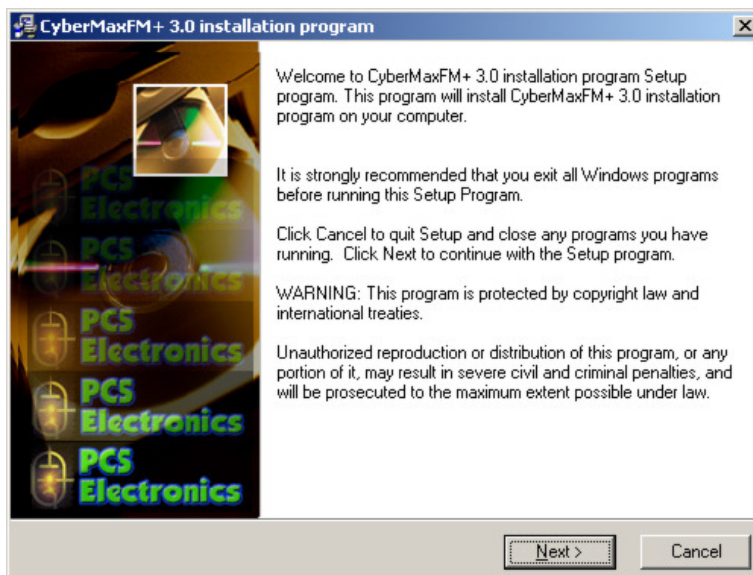 CyberMaxFM+ 3.0 installation program
Welcome to CyberMaxFM+ 3.0 installation program Setup
program. This program will install CyberMaxFM+ 3.0 installation
program on your computer.
It is strongly recommended that you exit all Windows programs
before running this Setup Program.
Click Cancel to quit Setup and close any programs you have
running. Click Next to continue with the Setup program.
WARNING: This program is protected by copyright law and
international treaties.
Unauthorized reproduction or distribution of this program, or any
portion of it, may result in severe civil and criminal penalties, and
will be prosecuted to the maximum extent possible under law.
PCS
Electronics
PCS
Electronics
PCS
Electronics
PCS
Electronics
PCS
Electronics
Next >
Cancel